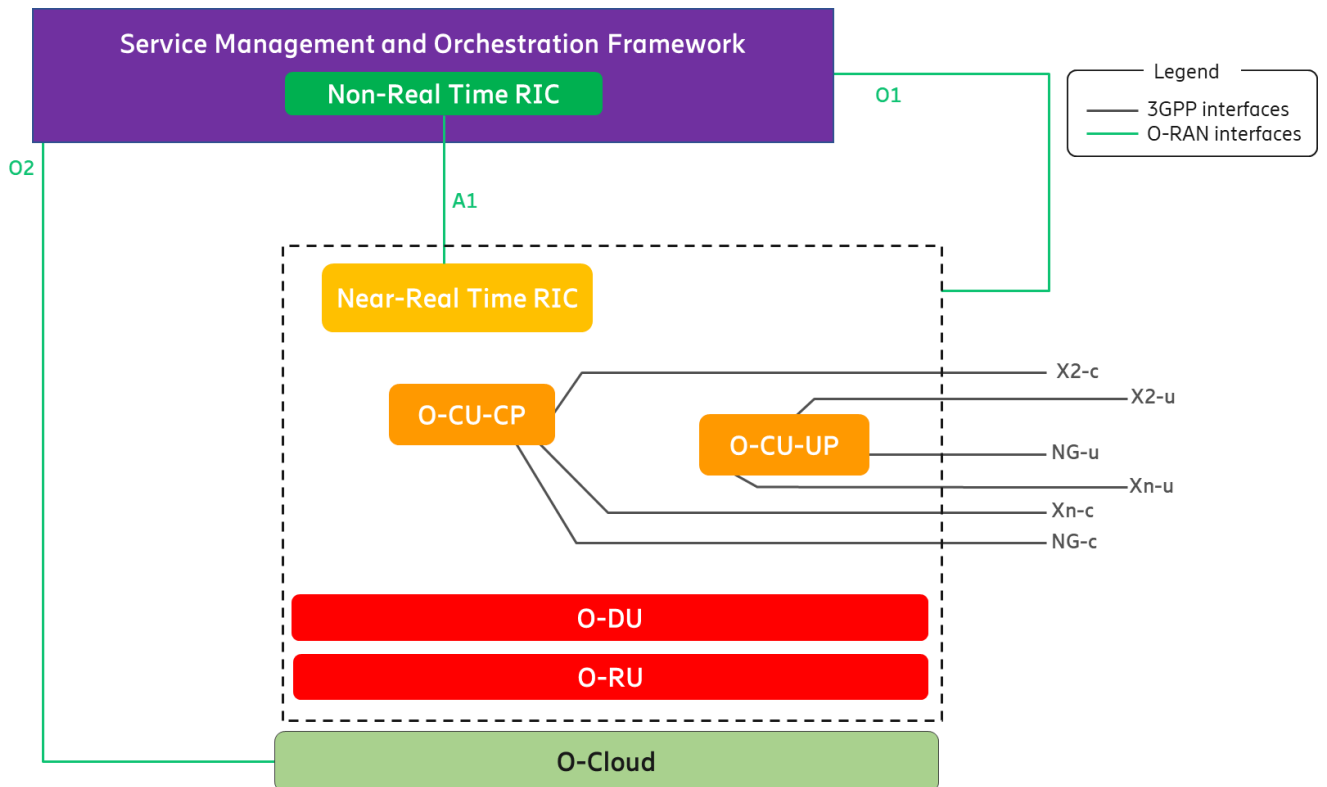 Service Management and Orchestration Framework
Non-Real Time RIC
O1
Legend
3GPP interfaces
O-RAN interfaces
O2
A1
Near-Real Time RIC
X2-c
X2-u
O-CU-CP
O-CU-UP
NG-u
Xn-u
Xn-c
NG-c
O-DU
O-RU
O-Cloud